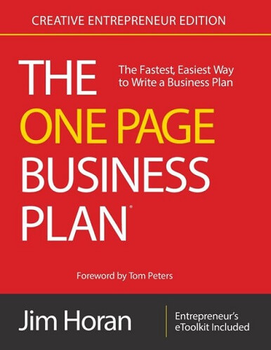 CREATIVE ENTREPRENEUR EDITION
THE
The Fastest, Easiest Way
to Write a Business Plan
ONE PAGE
BUSINESS
PLAN®
Foreword by Tom Peters
Jim Horan
Entrepreneur's
eToolkit Included